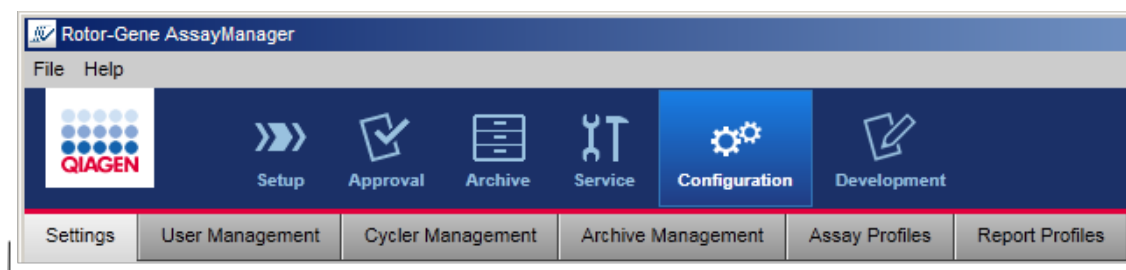 Rotor-Gene AssayManager
File Help
QIAGEN
Setup Approval Archive Service Configuration Development
Settings User Management Cycler Management Archive Management Assay Profiles Report Profiles